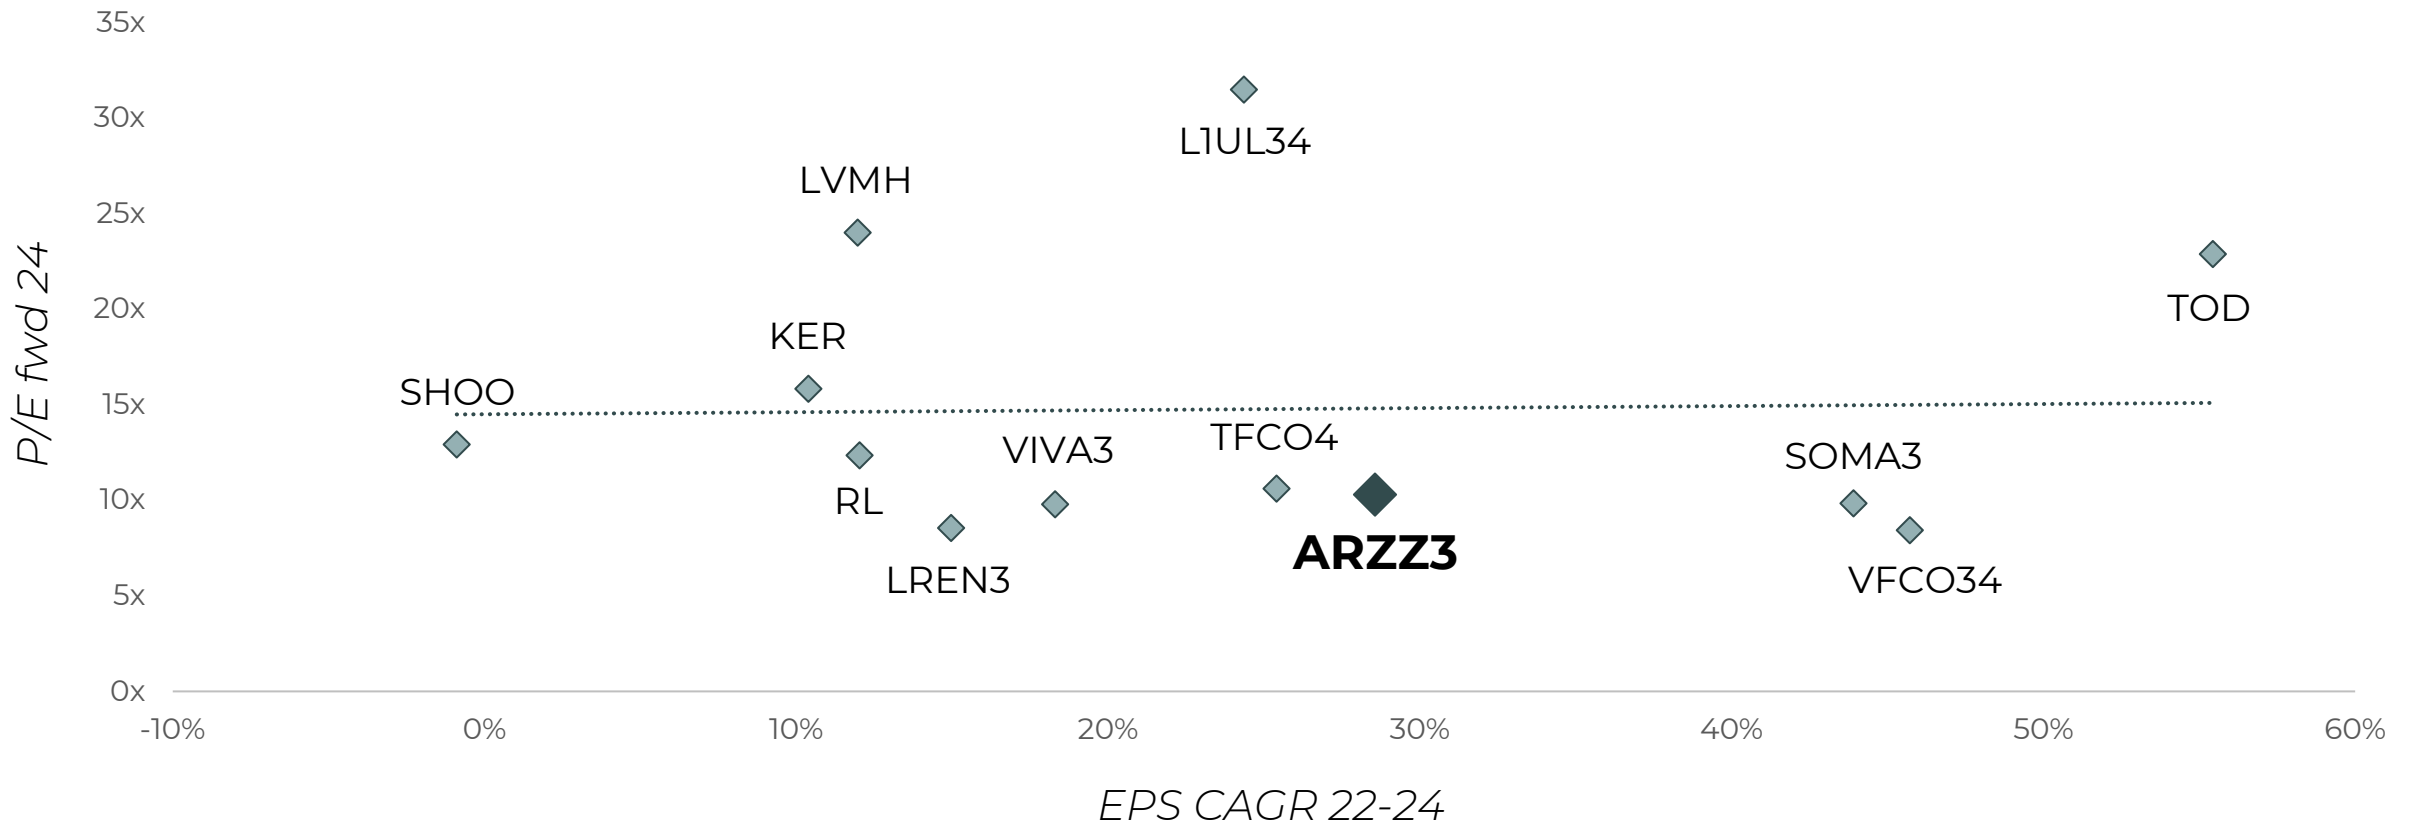 35x
30x
25x
20x
15x
10x
5x
0x
P/E fwd 24
L1UL34
LVMH
TOD
KER
SHOO
TFCO4
VIVA3
SOMA3
RL
ARZZ3
LREN3
VFCO34
-10%
0%
10%
20%
30%
40%
50%
60%
EPS CAGR 22-24